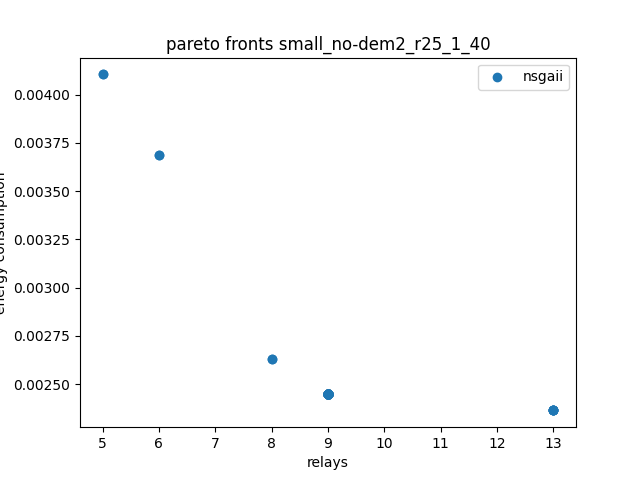 pareto fronts small_no-dem2_r25_1_40
nsgaii
0.00400
0.00375
0.00350
0.00325
0.00300
0.00275
0.00250
energy consumption
5 6 7 8 9 10 11 12 13
relays